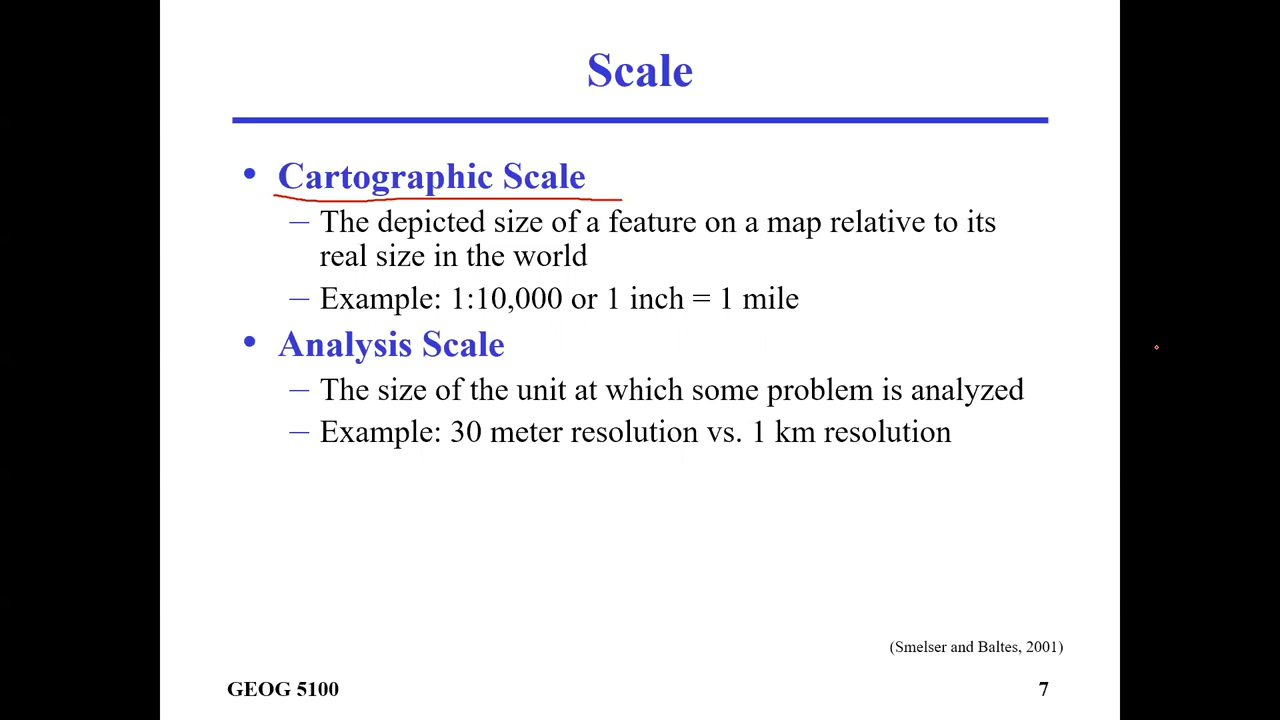 Scale
• Cartographic Scale
– The depicted size of a feature on a map relative to its
real size in the world
– Example: 1:10,000 or 1 inch = 1 mile
• Analysis Scale
– The size of the unit at which some problem is analyzed
– Example: 30 meter resolution vs. 1 km resolution
(Smelser and Baltes, 2001)
GEOG 5100
7